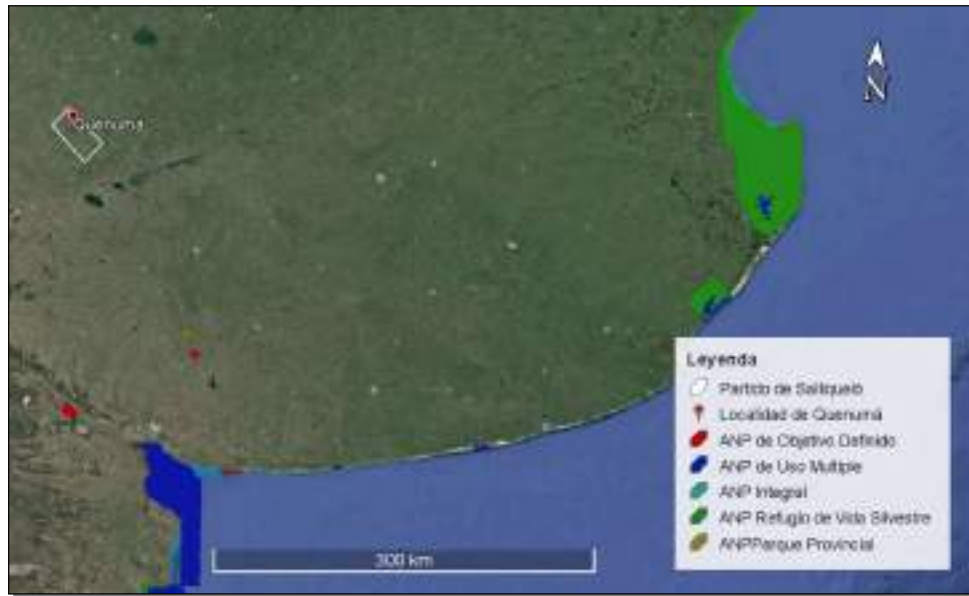 N
Quenumá
Leyenda
Partido de Salliqueló
Localidad de Quenumá
ANP de Objetivo Definido
ANP de Uso Multiple
ANP Integral
ANP Refugio de Vida Silvestre
ANPParque Provincial
300 km